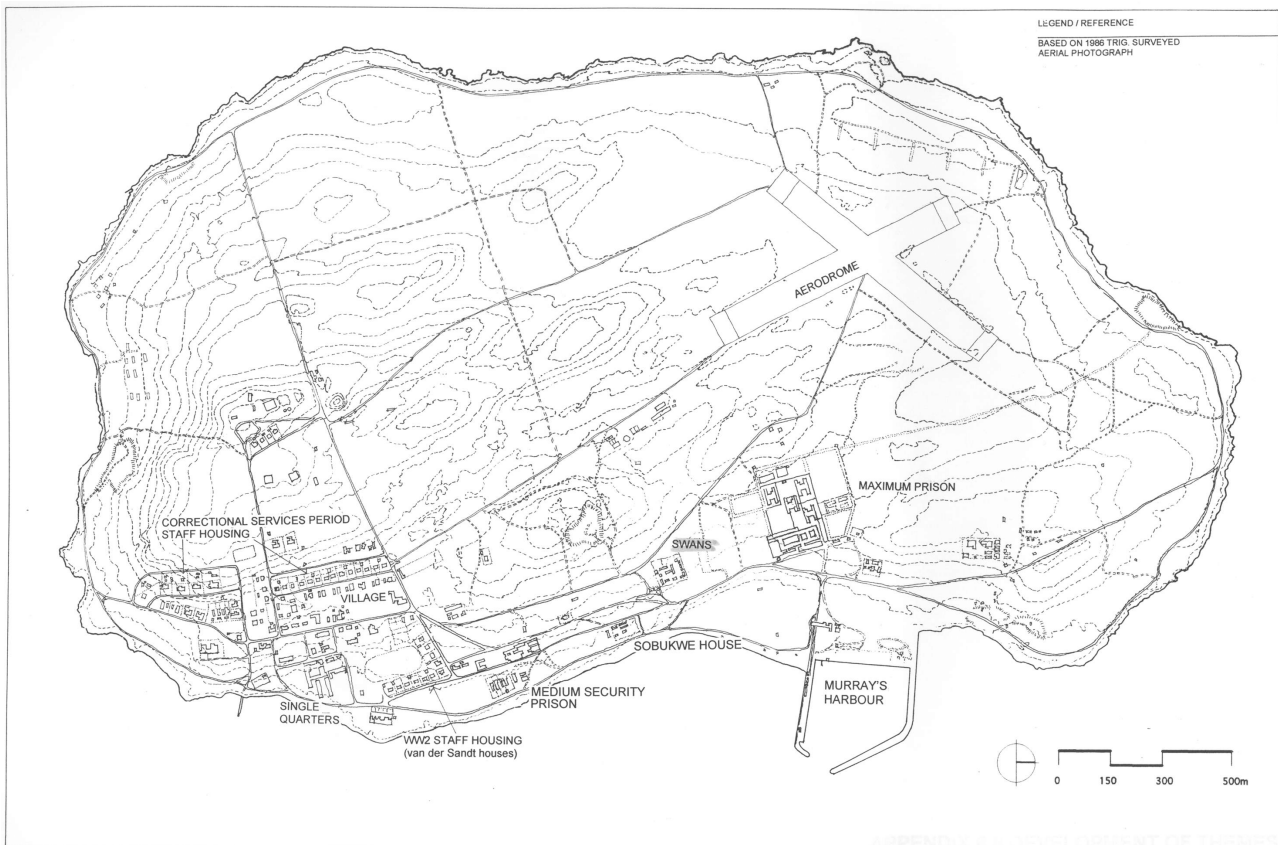 LEGEND / REFERENCE
BASED ON 1986 TRIG. SURVEYED
AERIAL PHOTOGRAPH
AERODROME
MAXIMUM PRISON
CORRECTIONAL SERVICES PERIOD
STAFF HOUSING
SWANS
VILLAGE
SOBUKWE HOUSE
MEDIUM SECURITY
PRISON
MURRAY'S
HARBOUR
SINGLE
QUARTERS
WW2 STAFF HOUSING
(van der Sandt houses)
0 150 300 500m